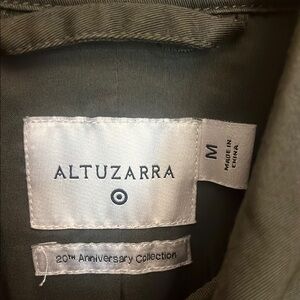 ALTUZARRA
M
MADE IN
CHINA
20TH Anniversary Collection